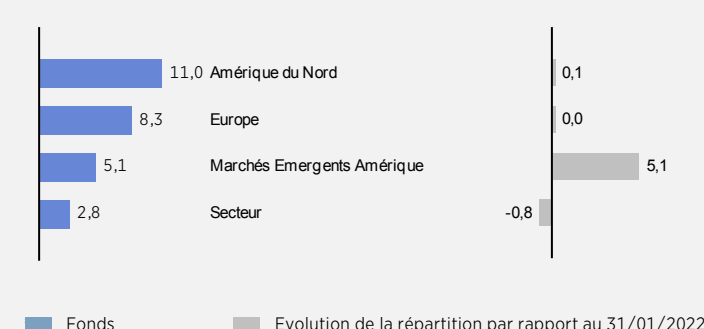 11,0 Amérique du Nord 0,1
8,3 Europe 0,0
5,1 Marchés Emergents Amérique 5,1
2,8 Secteur -0,8
Fonds Evolution de la répartition par rapport au 31/01/2022